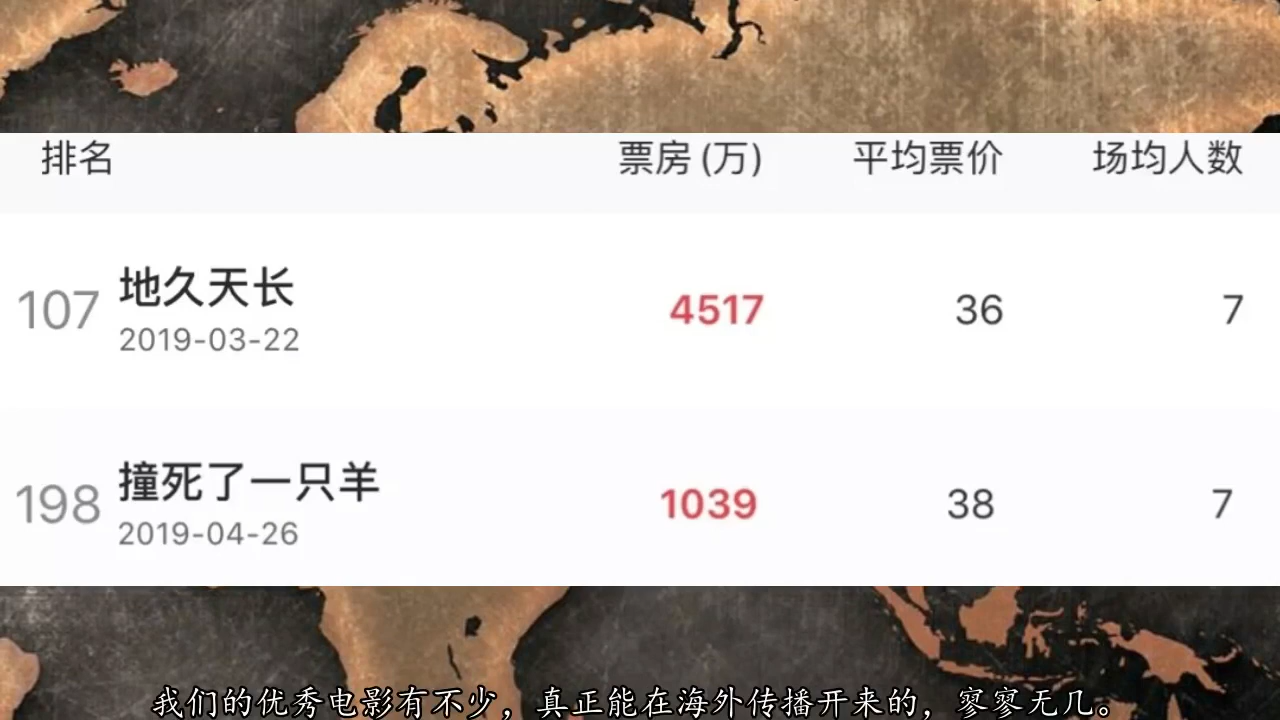 排名 票房(万) 平均票价 场均人数
107 地久天长 4517 36 7
2019-03-22
198 撞死了一只羊 1039 38 7
2019-04-26
我们的优秀电影有不少，真正能在海外传播开来的，寥寥无几。